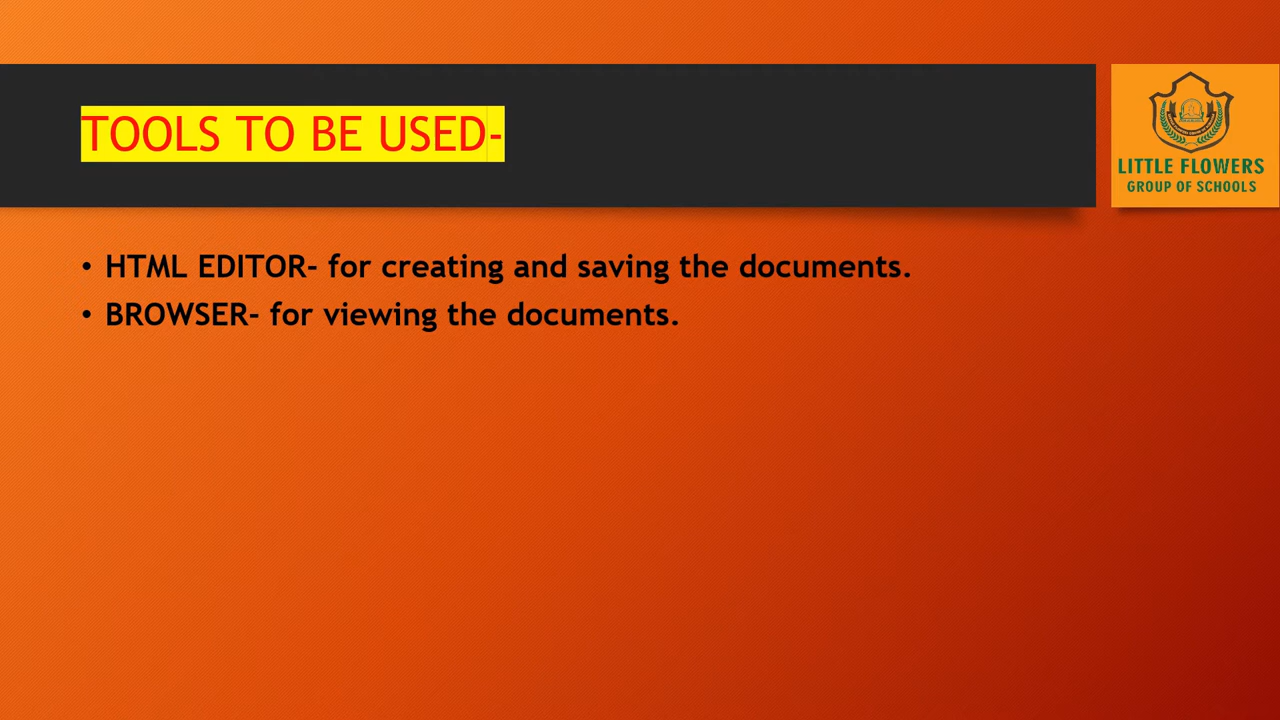 TOOLS TO BE USED-
LITTLE FLOWERS
GROUP OF SCHOOLS
• HTML EDITOR- for creating and saving the documents.
• BROWSER- for viewing the documents.